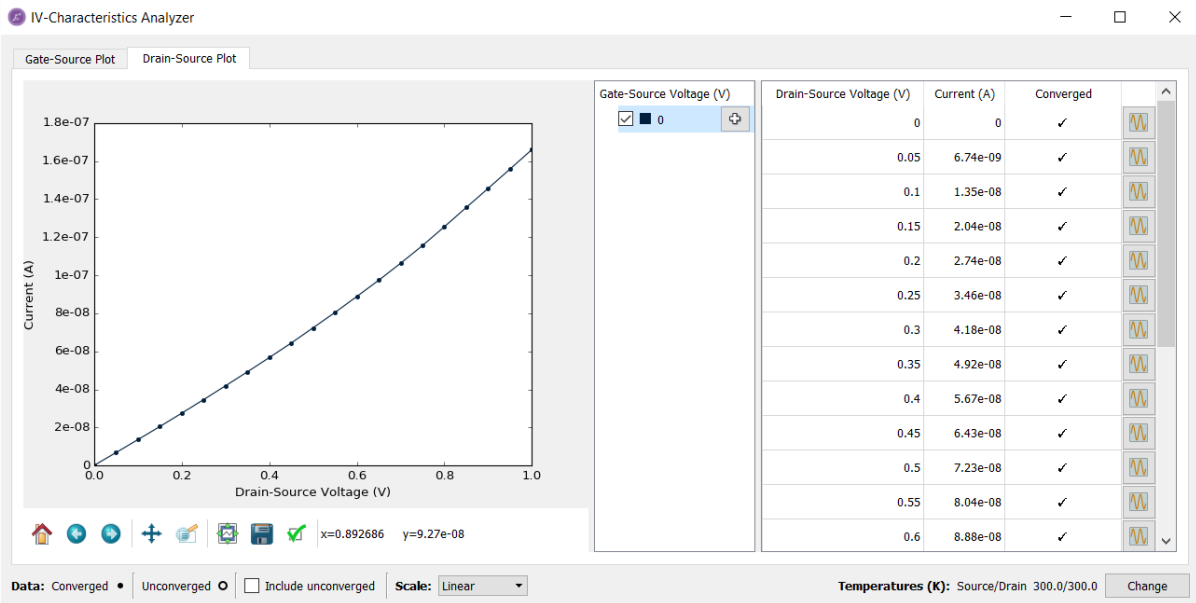 IV-Characteristics Analyzer
Gate-Source Plot
Drain-Source Plot
1.8e-07
1.6e-07
1.4e-07
1.2e-07
1e-07
8e-08
6e-08
4e-08
2e-08
0
0.0 0.2 0.4 0.6 0.8 1.0
Current (A)
Drain-Source Voltage (V)
x=0.892686 y=9.27e-08
Gate-Source Voltage (V)
0
Drain-Source Voltage (V) Current (A) Converged
0 0 ✓
0.05 6.74e-09 ✓
0.1 1.35e-08 ✓
0.15 2.04e-08 ✓
0.2 2.74e-08 ✓
0.25 3.46e-08 ✓
0.3 4.18e-08 ✓
0.35 4.92e-08 ✓
0.4 5.67e-08 ✓
0.45 6.43e-08 ✓
0.5 7.23e-08 ✓
0.55 8.04e-08 ✓
0.6 8.88e-08 ✓
Data: Converged ● Unconverged O Include unconverged Scale: Linear Temperatures (K): Source/Drain 300.0/300.0 Change